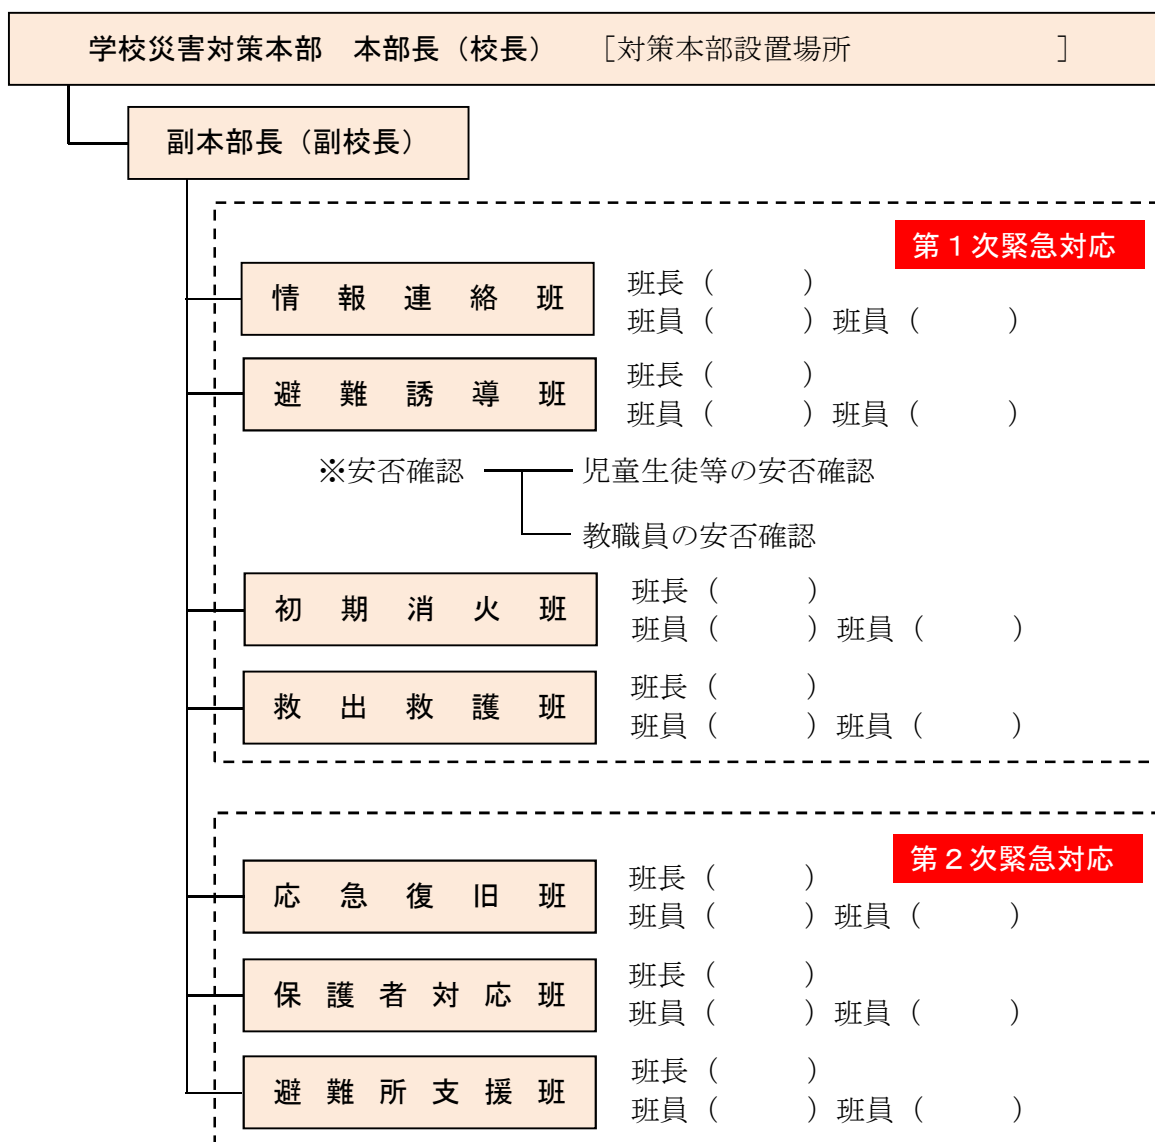 学校災害対策本部　本部長（校長）　［対策本部設置場所　　　　　　　］
副本部長（副校長）
第１次緊急対応
情報連絡班　班長（　　　）
班員（　　　）班員（　　　）
避難誘導班　班長（　　　）
班員（　　　）班員（　　　）
※安否確認　児童生徒等の安否確認
教職員の安否確認
初期消火班　班長（　　　）
班員（　　　）班員（　　　）
救出救護班　班長（　　　）
班員（　　　）班員（　　　）
第２次緊急対応
応急復旧班　班長（　　　）
班員（　　　）班員（　　　）
保護者対応班　班長（　　　）
班員（　　　）班員（　　　）
避難所支援班　班長（　　　）
班員（　　　）班員（　　　）